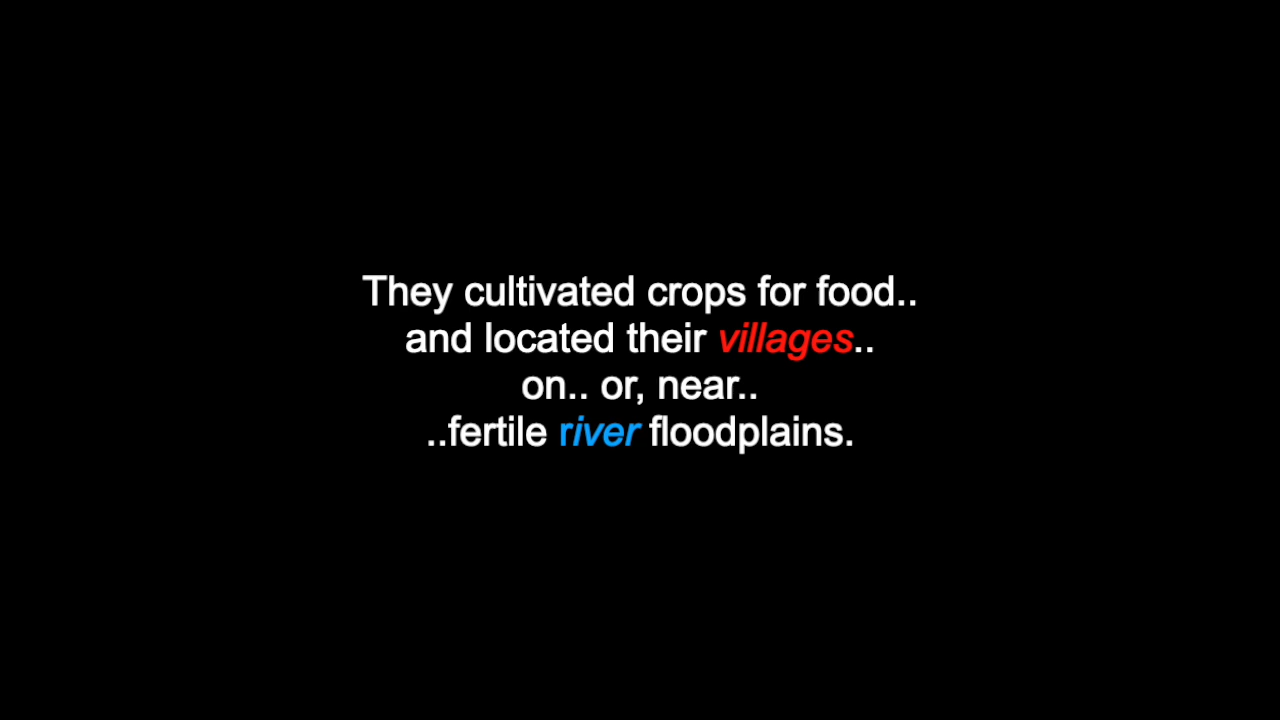 They cultivated crops for food..
and located their villages..
on.. or, near..
..fertile river floodplains.